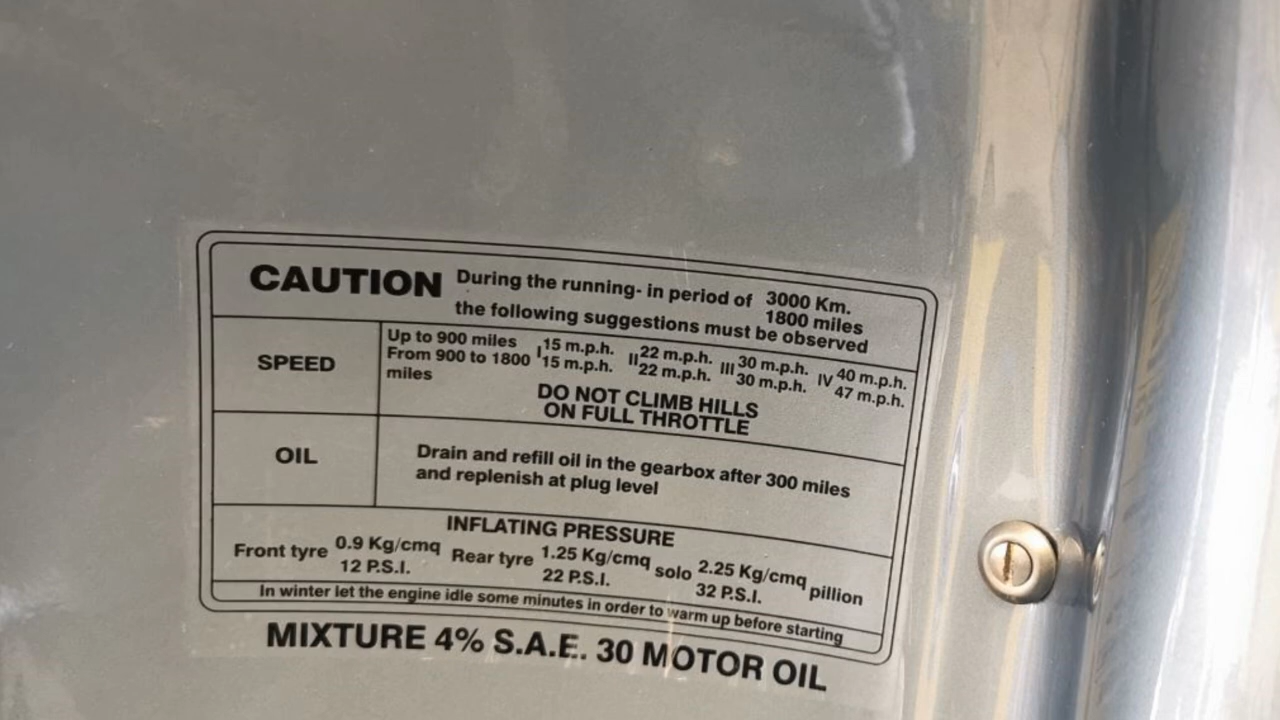 CAUTION During the running- in period of 3000 Km.
1800 miles
the following suggestions must be observed
SPEED
Up to 900 miles I 15 m.p.h. II 22 m.p.h. III 30 m.p.h. IV 40 m.p.h.
From 900 to 1800 15 m.p.h. 22 m.p.h. 30 m.p.h. 47 m.p.h.
miles
DO NOT CLIMB HILLS
ON FULL THROTTLE
OIL
Drain and refill oil in the gearbox after 300 miles
and replenish at plug level
INFLATING PRESSURE
Front tyre 0.9 Kg/cmq Rear tyre 1.25 Kg/cmq solo 2.25 Kg/cmq pillion
12 P.S.I. 22 P.S.I. 32 P.S.I.
In winter let the engine idle some minutes in order to warm up before starting
MIXTURE 4% S.A.E. 30 MOTOR OIL